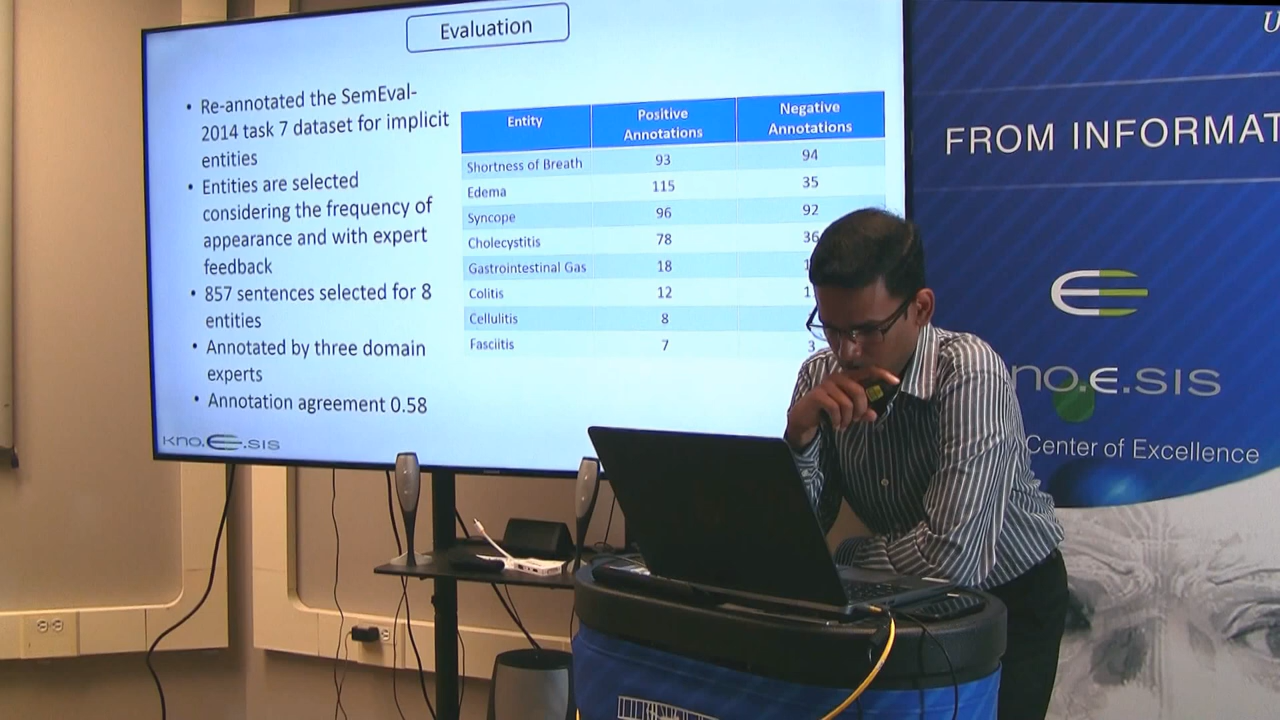 Evaluation
• Re-annotated the SemEval-
2014 task 7 dataset for implicit
entities
• Entities are selected
considering the frequency of
appearance and with expert
feedback
• 857 sentences selected for 8
entities
• Annotated by three domain
experts
• Annotation agreement 0.58
Entity Positive Annotations Negative Annotations
Shortness of Breath 93 94
Edema 115 35
Syncope 96 92
Cholecystitis 78 36
Gastrointestinal Gas 18
Colitis 12
Cellulitis 8
Fasciitis 7 3
kno.e.sis
FROM INFORMAT
no.e.sis
Center of Excellence